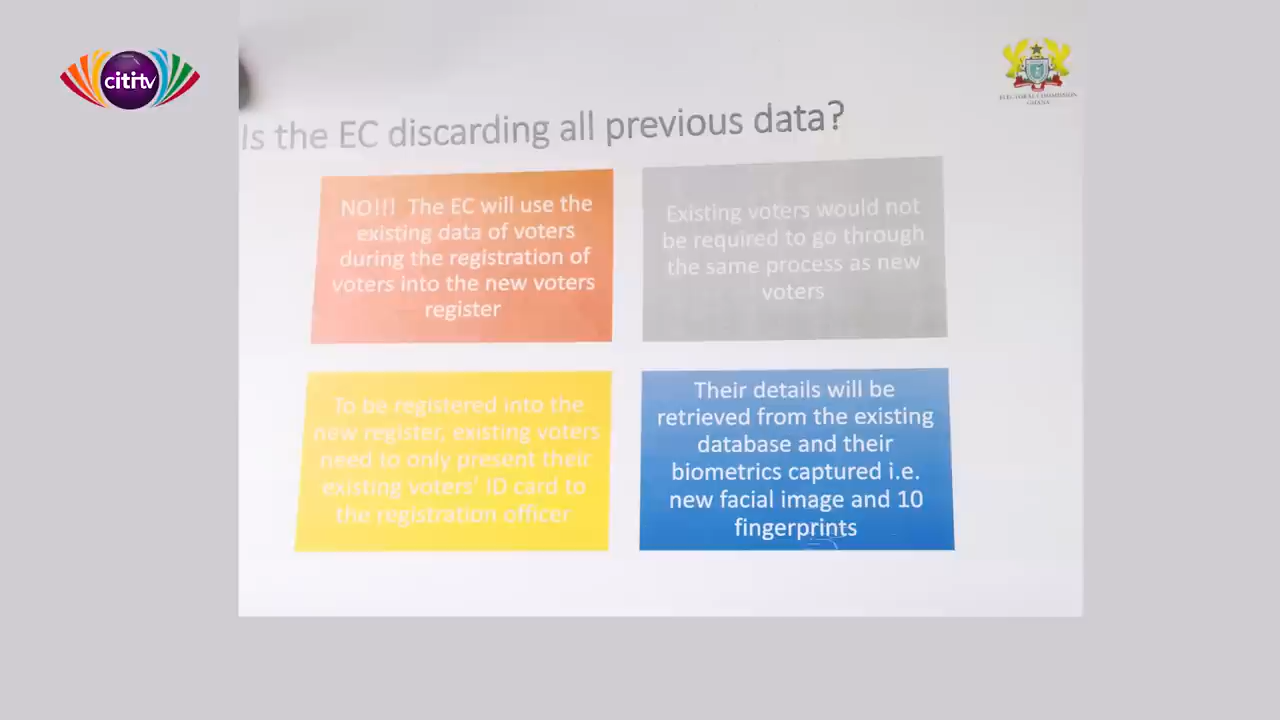 cititv
ELECTORAL COMMISSION
GHANA
Is the EC discarding all previous data?
NO!!! The EC will use the
existing data of voters
during the registration of
voters into the new voters
register
Existing voters would not
be required to go through
the same process as new
voters
To be registered into the
new register, existing voters
need to only present their
existing voters' ID card to
the registration officer
Their details will be
retrieved from the existing
database and their
biometrics captured i.e.
new facial image and 10
fingerprints